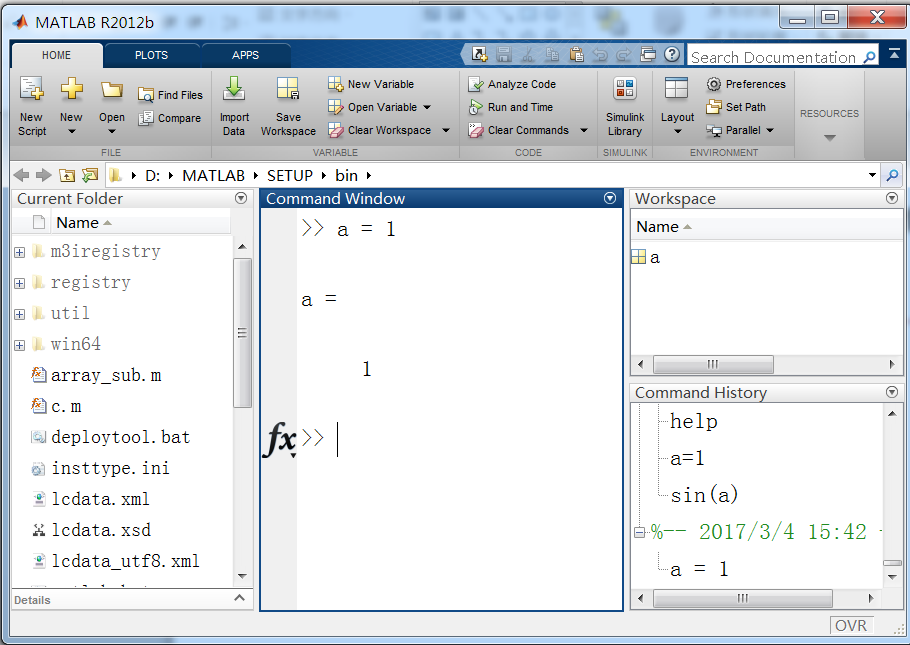 MATLAB R2012b
HOME PLOTS APPS
Search Documentation
New Script
New
Open
Find Files
Compare
FILE
Import Data
Save Workspace
New Variable
Open Variable
Clear Workspace
VARIABLE
Analyze Code
Run and Time
Clear Commands
CODE
Simulink Library
SIMULINK
Layout
Preferences
Set Path
Parallel
ENVIRONMENT
RESOURCES
D: MATLAB SETUP bin
Current Folder
Name
m3iregistry
registry
util
win64
array_sub.m
c.m
deploytool.bat
insttype.ini
lcdata.xml
lcdata.xsd
lcdata_utf8.xml
Details
Command Window
>> a = 1
a =
1
fx >>
Workspace
Name
a
Command History
help
a=1
sin(a)
%-- 2017/3/4 15:42
a = 1
OVR